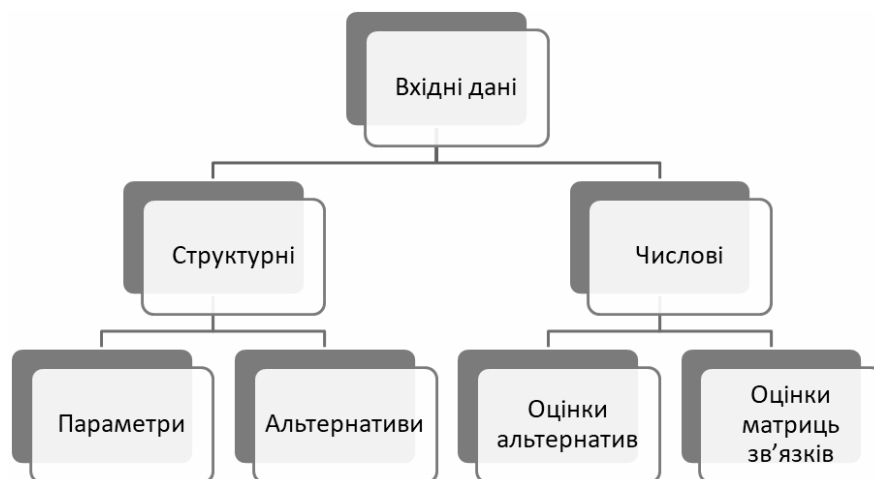 Вхідні дані
Структурні
Числові
Параметри
Альтернативи
Оцінки
альтернатив
Оцінки
матриць
зв’язків